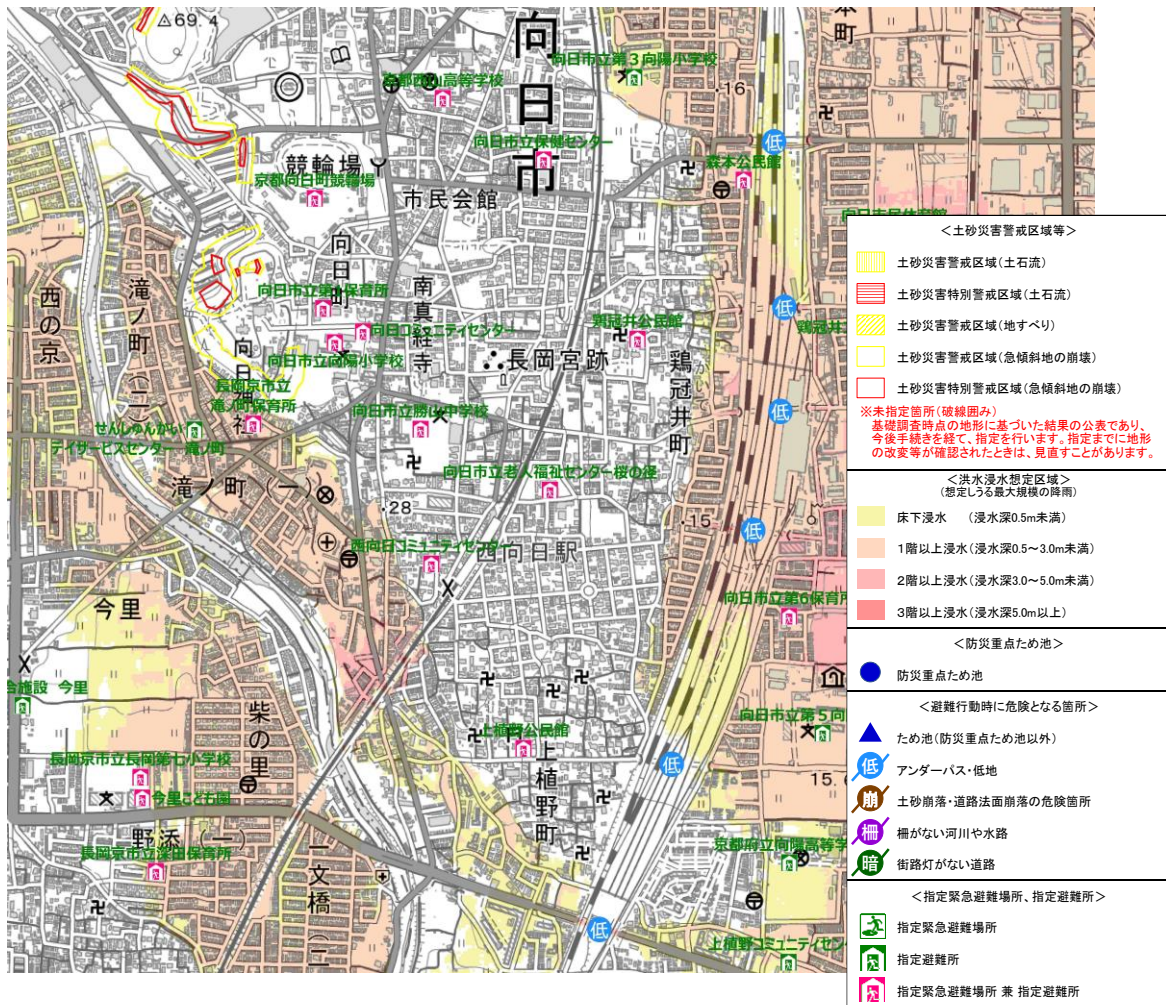 △69.4
向日市
本町
向日市立第3向陽小学校
京都西山高等学校
・16
向日市立保健センター
森本公民館
競輪場
京都向日町競輪場
市民会館
向日市民体育館
向日町
南真経寺
西の京
滝ノ町(二)
向日市立第1保育所
向日コミュニティセンター
鶏冠井公民館
向日市立向陽小学校
長岡宮跡
鶏冠井町
向日神社
長岡京市立
滝ノ町保育所
向日市立勝山中学校
せんしゅんかい
デイサービスセンター 滝ノ町
向日市立老人福祉センター桜の径
滝ノ町(一)
・28
・15
西向日コミュニティセンター
西向日駅
今里
向日市立第6保育所
今里
柴の里
上植野公民館
上植野町
向日市立第5向
長岡京市立長岡第七小学校
15.6
今里こども園
野添(一)
長岡京市立深田保育所
一文橋(二)
京都府立向陽高等学
上植野コミュニティセン
低
低
低
低
低
低
<土砂災害警戒区域等>
土砂災害警戒区域(土石流)
土砂災害特別警戒区域(土石流)
土砂災害警戒区域(地すべり)
土砂災害警戒区域(急傾斜地の崩壊)
土砂災害特別警戒区域(急傾斜地の崩壊)
※未指定箇所(破線囲み)
基礎調査時点の地形に基づいた結果の公表であり、
今後手続きを経て、指定を行います。指定までに地形
の改変等が確認されたときは、見直すことがあります。
<洪水浸水想定区域>
(想定しうる最大規模の降雨)
床下浸水 (浸水深0.5m未満)
1階以上浸水(浸水深0.5~3.0m未満)
2階以上浸水(浸水深3.0~5.0m未満)
3階以上浸水(浸水深5.0m以上)
<防災重点ため池>
防災重点ため池
<避難行動時に危険となる箇所>
ため池(防災重点ため池以外)
低 アンダーパス・低地
崩 土砂崩落・道路法面崩落の危険箇所
柵 柵がない河川や水路
暗 街路灯がない道路
<指定緊急避難場所、指定避難所>
指定緊急避難場所
指定避難所
指定緊急避難場所 兼 指定避難所